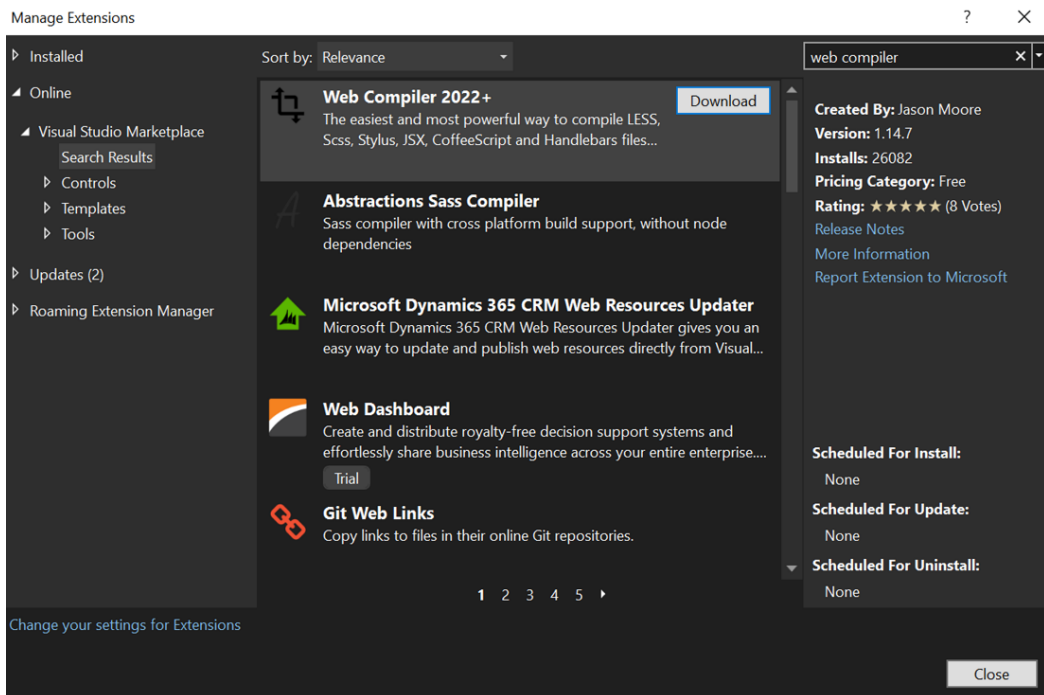 Manage Extensions
?
Installed
Online
Visual Studio Marketplace
Search Results
Controls
Templates
Tools
Updates (2)
Roaming Extension Manager
Sort by: Relevance
Web Compiler 2022+
Download
The easiest and most powerful way to compile LESS,
Scss, Stylus, JSX, CoffeeScript and Handlebars files...
Abstractions Sass Compiler
Sass compiler with cross platform build support, without node
dependencies
Microsoft Dynamics 365 CRM Web Resources Updater
Microsoft Dynamics 365 CRM Web Resources Updater gives you an
easy way to update and publish web resources directly from Visual...
Web Dashboard
Create and distribute royalty-free decision support systems and
effortlessly share business intelligence across your entire enterprise....
Trial
Git Web Links
Copy links to files in their online Git repositories.
1 2 3 4 5
web compiler
Created By: Jason Moore
Version: 1.14.7
Installs: 26082
Pricing Category: Free
Rating: ★★★★★ (8 Votes)
Release Notes
More Information
Report Extension to Microsoft
Scheduled For Install:
None
Scheduled For Update:
None
Scheduled For Uninstall:
None
Change your settings for Extensions
Close